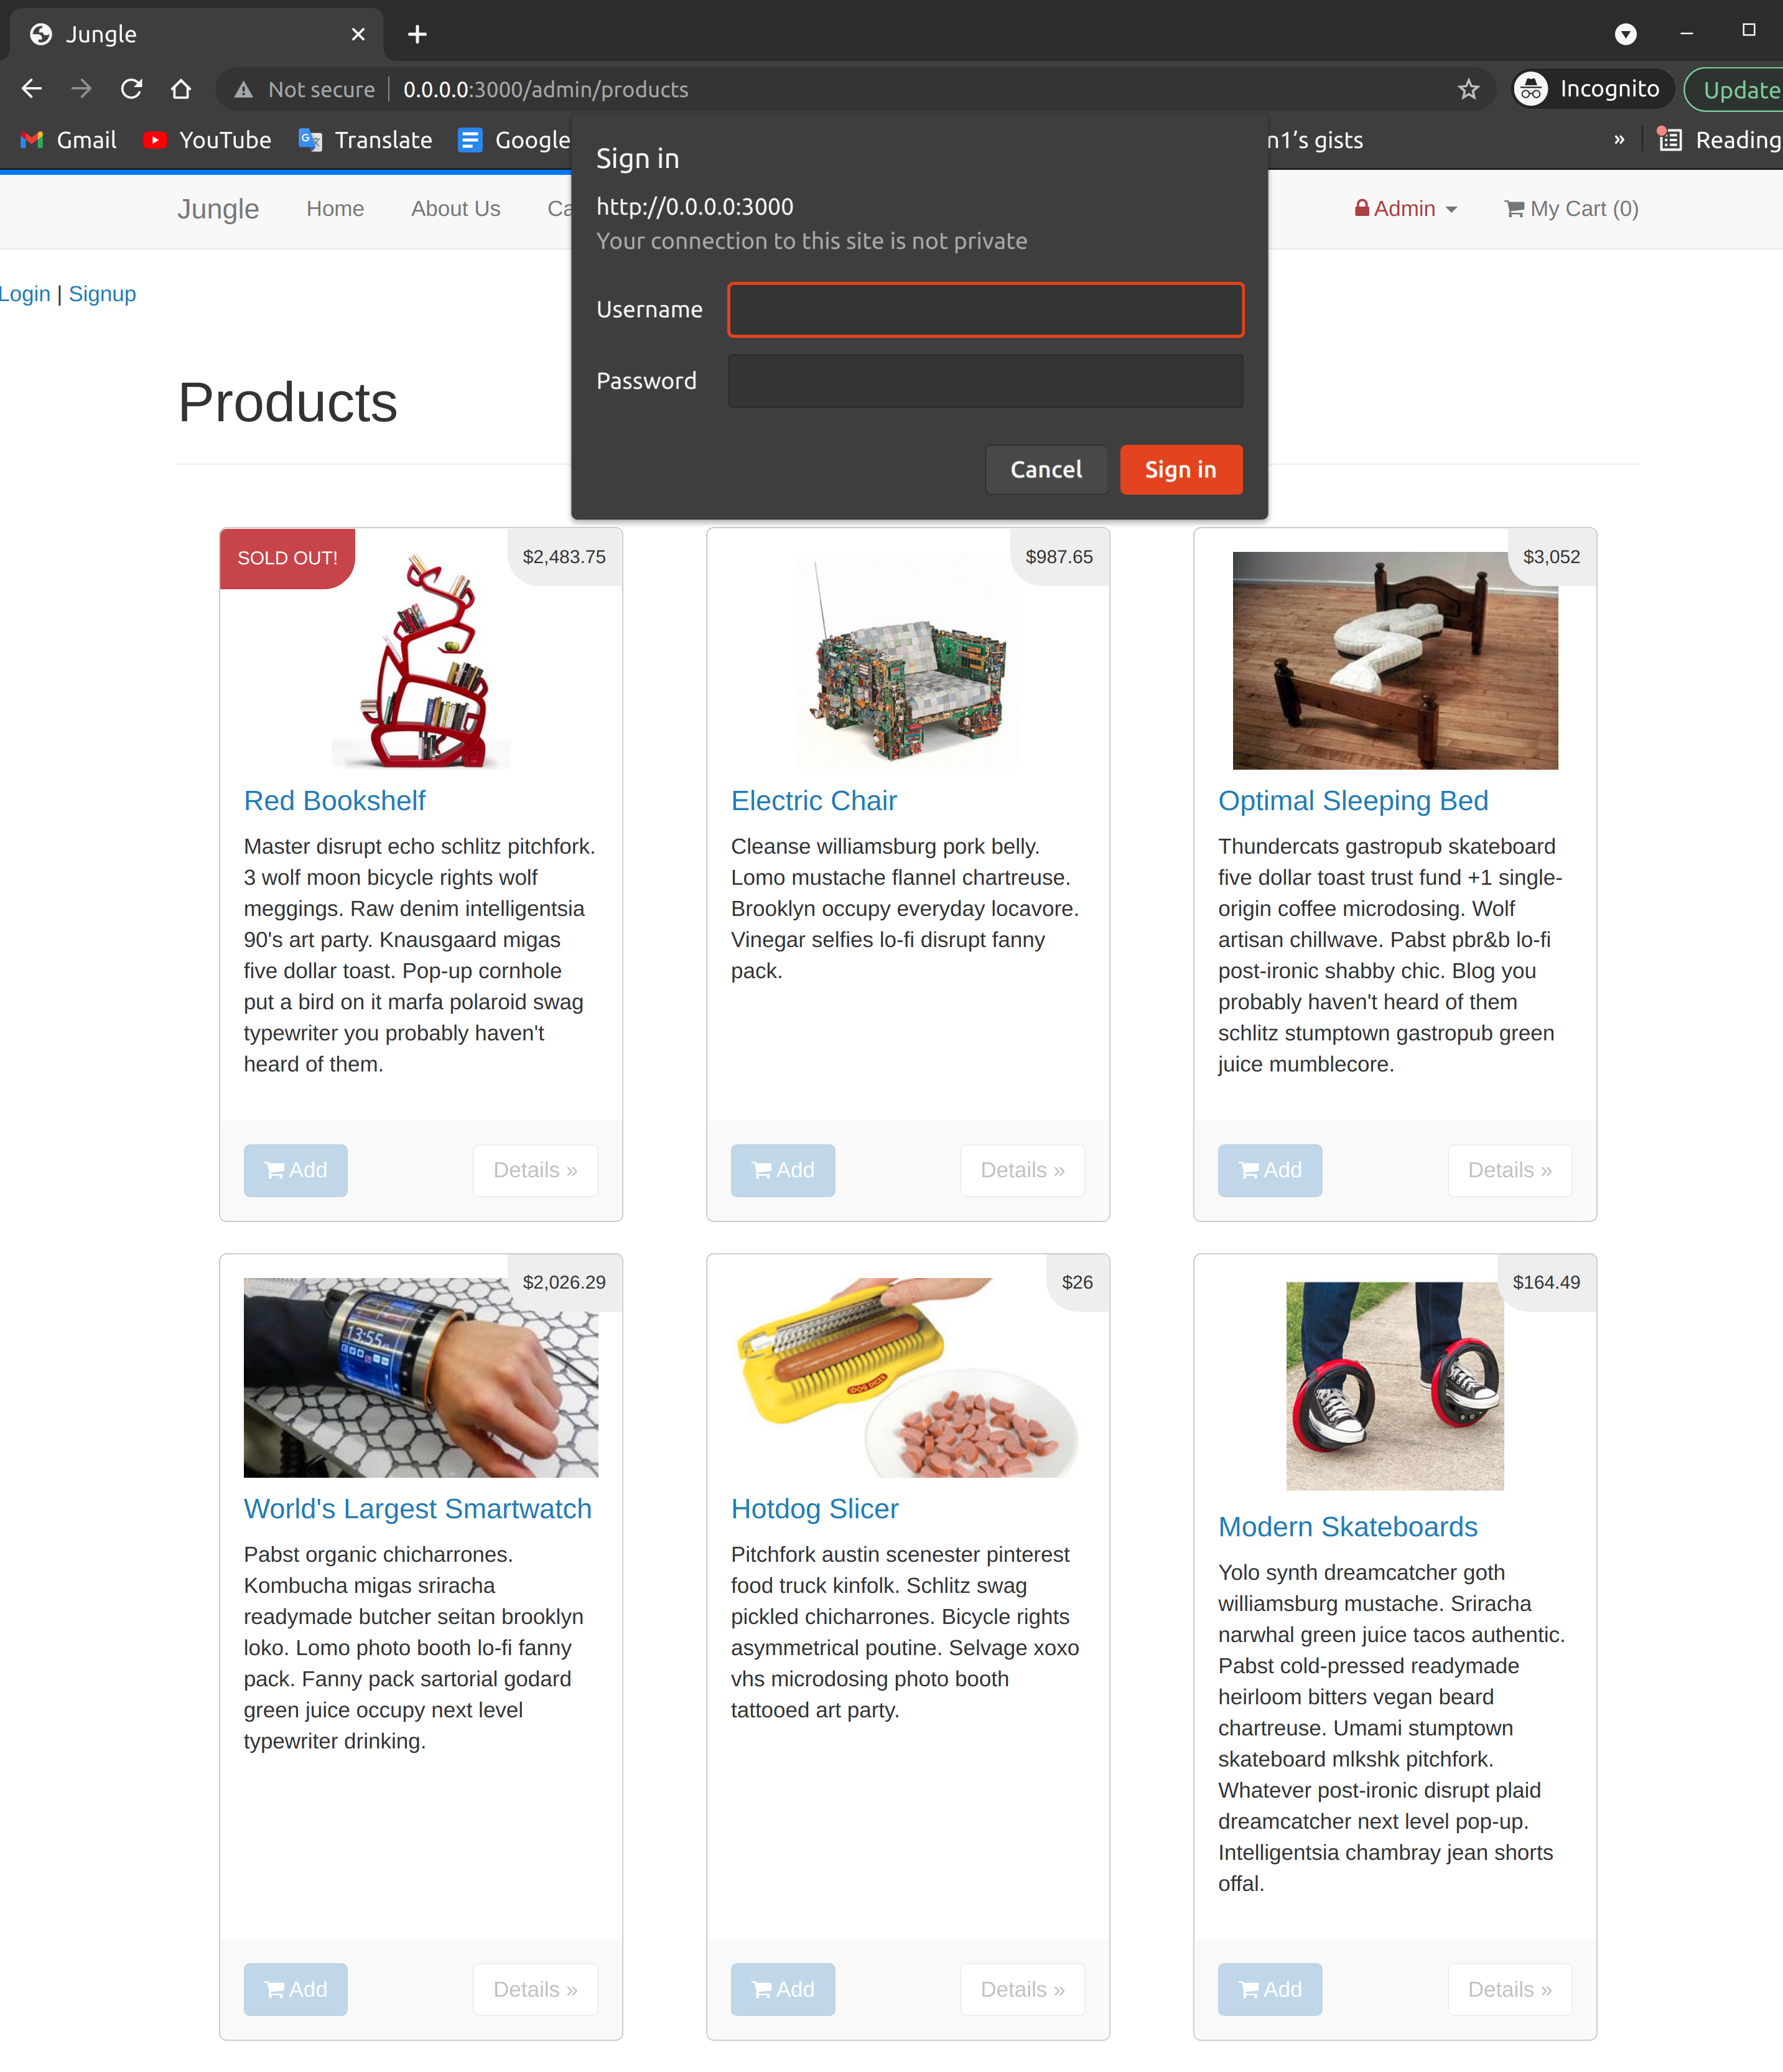 Jungle
Not secure 0.0.0.0:3000/admin/products
Incognito
Update
Gmail
YouTube
Translate
Google
n1's gists
»
Reading
Sign in
http://0.0.0.0:3000
Your connection to this site is not private
Username
Password
Cancel
Sign in
Jungle
Home
About Us
Ca
Admin
My Cart (0)
Login | Signup
Products
SOLD OUT!
$2,483.75
Red Bookshelf
Master disrupt echo schlitz pitchfork.
3 wolf moon bicycle rights wolf
meggings. Raw denim intelligentsia
90's art party. Knausgaard migas
five dollar toast. Pop-up cornhole
put a bird on it marfa polaroid swag
typewriter you probably haven't
heard of them.
Add
Details »
$987.65
Electric Chair
Cleanse williamsburg pork belly.
Lomo mustache flannel chartreuse.
Brooklyn occupy everyday locavore.
Vinegar selfies lo-fi disrupt fanny
pack.
Add
Details »
$3,052
Optimal Sleeping Bed
Thundercats gastropub skateboard
five dollar toast trust fund +1 single-
origin coffee microdosing. Wolf
artisan chillwave. Pabst pbr&b lo-fi
post-ironic shabby chic. Blog you
probably haven't heard of them
schlitz stumptown gastropub green
juice mumblecore.
Add
Details »
$2,026.29
13:55
World's Largest Smartwatch
Pabst organic chicharrones.
Kombucha migas sriracha
readymade butcher seitan brooklyn
loko. Lomo photo booth lo-fi fanny
pack. Fanny pack sartorial godard
green juice occupy next level
typewriter drinking.
Add
Details »
$26
Hotdog Slicer
Pitchfork austin scenester pinterest
food truck kinfolk. Schlitz swag
pickled chicharrones. Bicycle rights
asymmetrical poutine. Selvage xoxo
vhs microdosing photo booth
tattooed art party.
Add
Details »
$164.49
Modern Skateboards
Yolo synth dreamcatcher goth
williamsburg mustache. Sriracha
narwhal green juice tacos authentic.
Pabst cold-pressed readymade
heirloom bitters vegan beard
chartreuse. Umami stumptown
skateboard mlkshk pitchfork.
Whatever post-ironic disrupt plaid
dreamcatcher next level pop-up.
Intelligentsia chambray jean shorts
offal.
Add
Details »